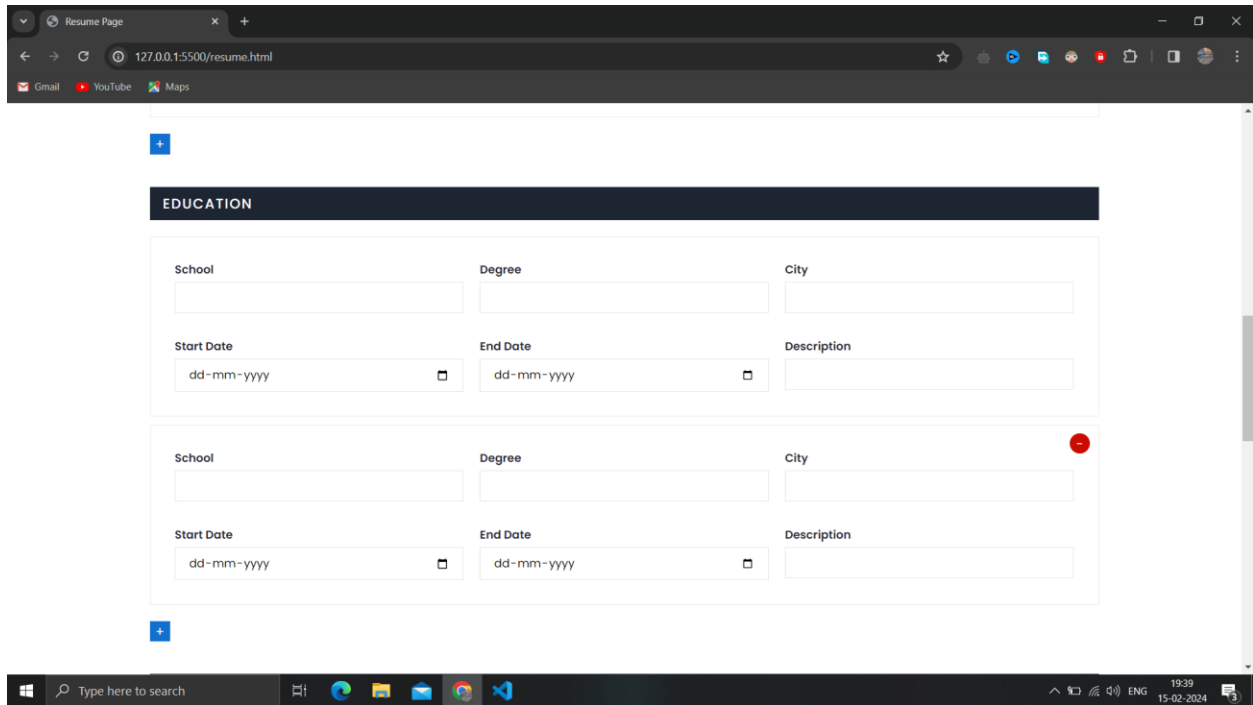 Resume Page
127.0.0.1:5500/resume.html
Gmail YouTube Maps
+
EDUCATION
School Degree City
Start Date End Date Description
dd-mm-yyyy dd-mm-yyyy
-
School Degree City
Start Date End Date Description
dd-mm-yyyy dd-mm-yyyy
+
Type here to search ENG 19:39
15-02-2024 3